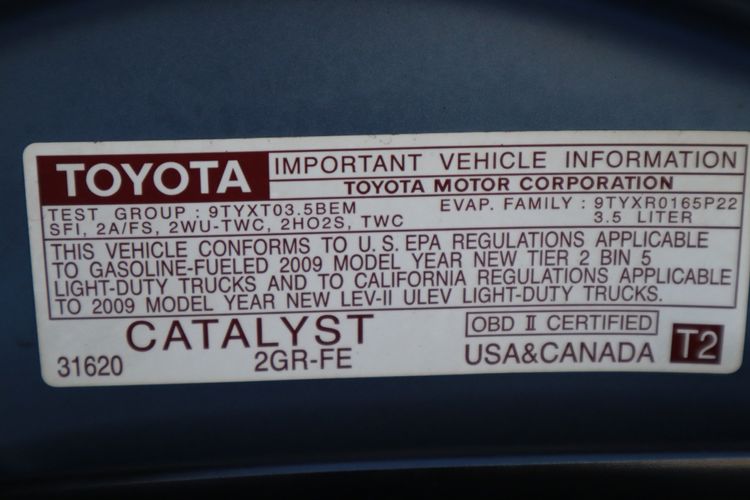 TOYOTA IMPORTANT VEHICLE INFORMATION
TOYOTA MOTOR CORPORATION
TEST GROUP : 9TYXT03.5BEM EVAP. FAMILY : 9TYXR0165P22
SFI, 2A/FS, 2WU-TWC, 2HO2S, TWC 3.5 LITER
THIS VEHICLE CONFORMS TO U.S. EPA REGULATIONS APPLICABLE
TO GASOLINE-FUELED 2009 MODEL YEAR NEW TIER 2 BIN 5
LIGHT-DUTY TRUCKS AND TO CALIFORNIA REGULATIONS APPLICABLE
TO 2009 MODEL YEAR NEW LEV-II ULEV LIGHT-DUTY TRUCKS.
CATALYST OBD II CERTIFIED
31620 2GR-FE USA&CANADA T2